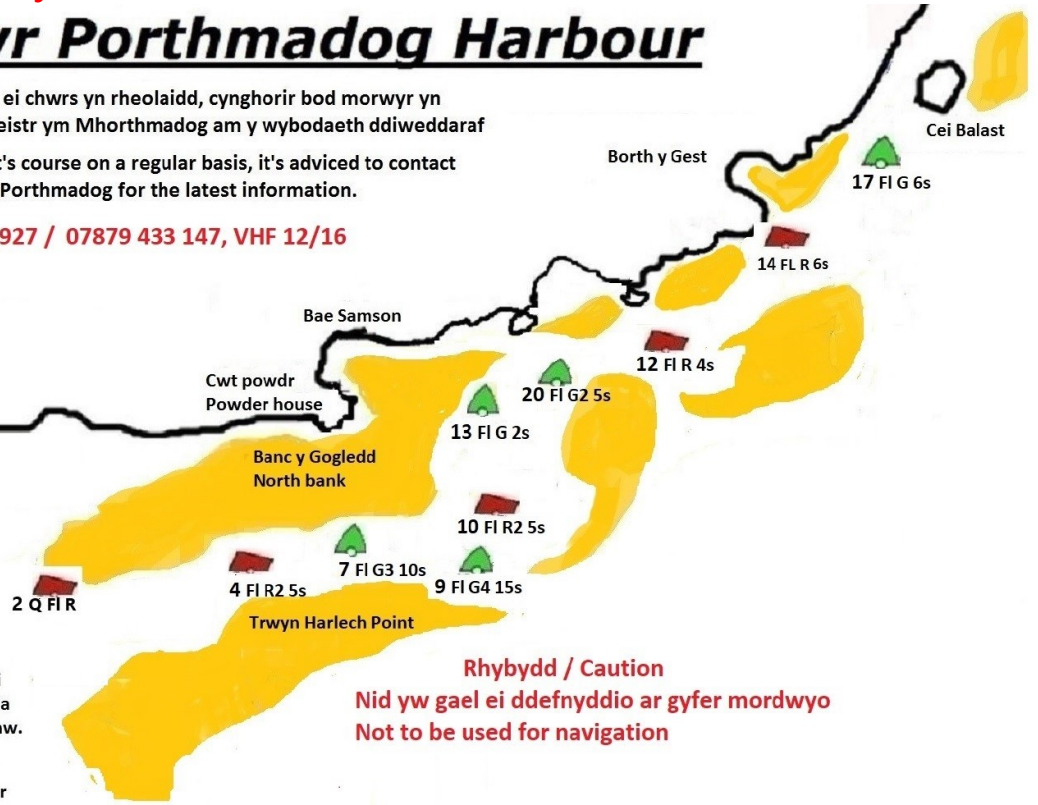 yr Porthmadog Harbour
ei chwrs yn rheolaidd, cynghorir bod morwyr yn
eistr ym Mhorthmadog am y wybodaeth ddiweddaraf
t's course on a regular basis, it's adviced to contact
Porthmadog for the latest information.
927 / 07879 433 147, VHF 12/16
Cei Balast
Borth y Gest
17 Fl G 6s
14 FL R 6s
Bae Samson
12 Fl R 4s
Cwt powdr
Powder house
20 Fl G2 5s
13 Fl G 2s
Banc y Gogledd
North bank
10 Fl R2 5s
7 Fl G3 10s
4 Fl R2 5s
9 Fl G4 15s
2 Q Fl R
Trwyn Harlech Point
Rhybydd / Caution
Nid yw gael ei ddefnyddio ar gyfer mordwyo
Not to be used for navigation
a
aw.
r